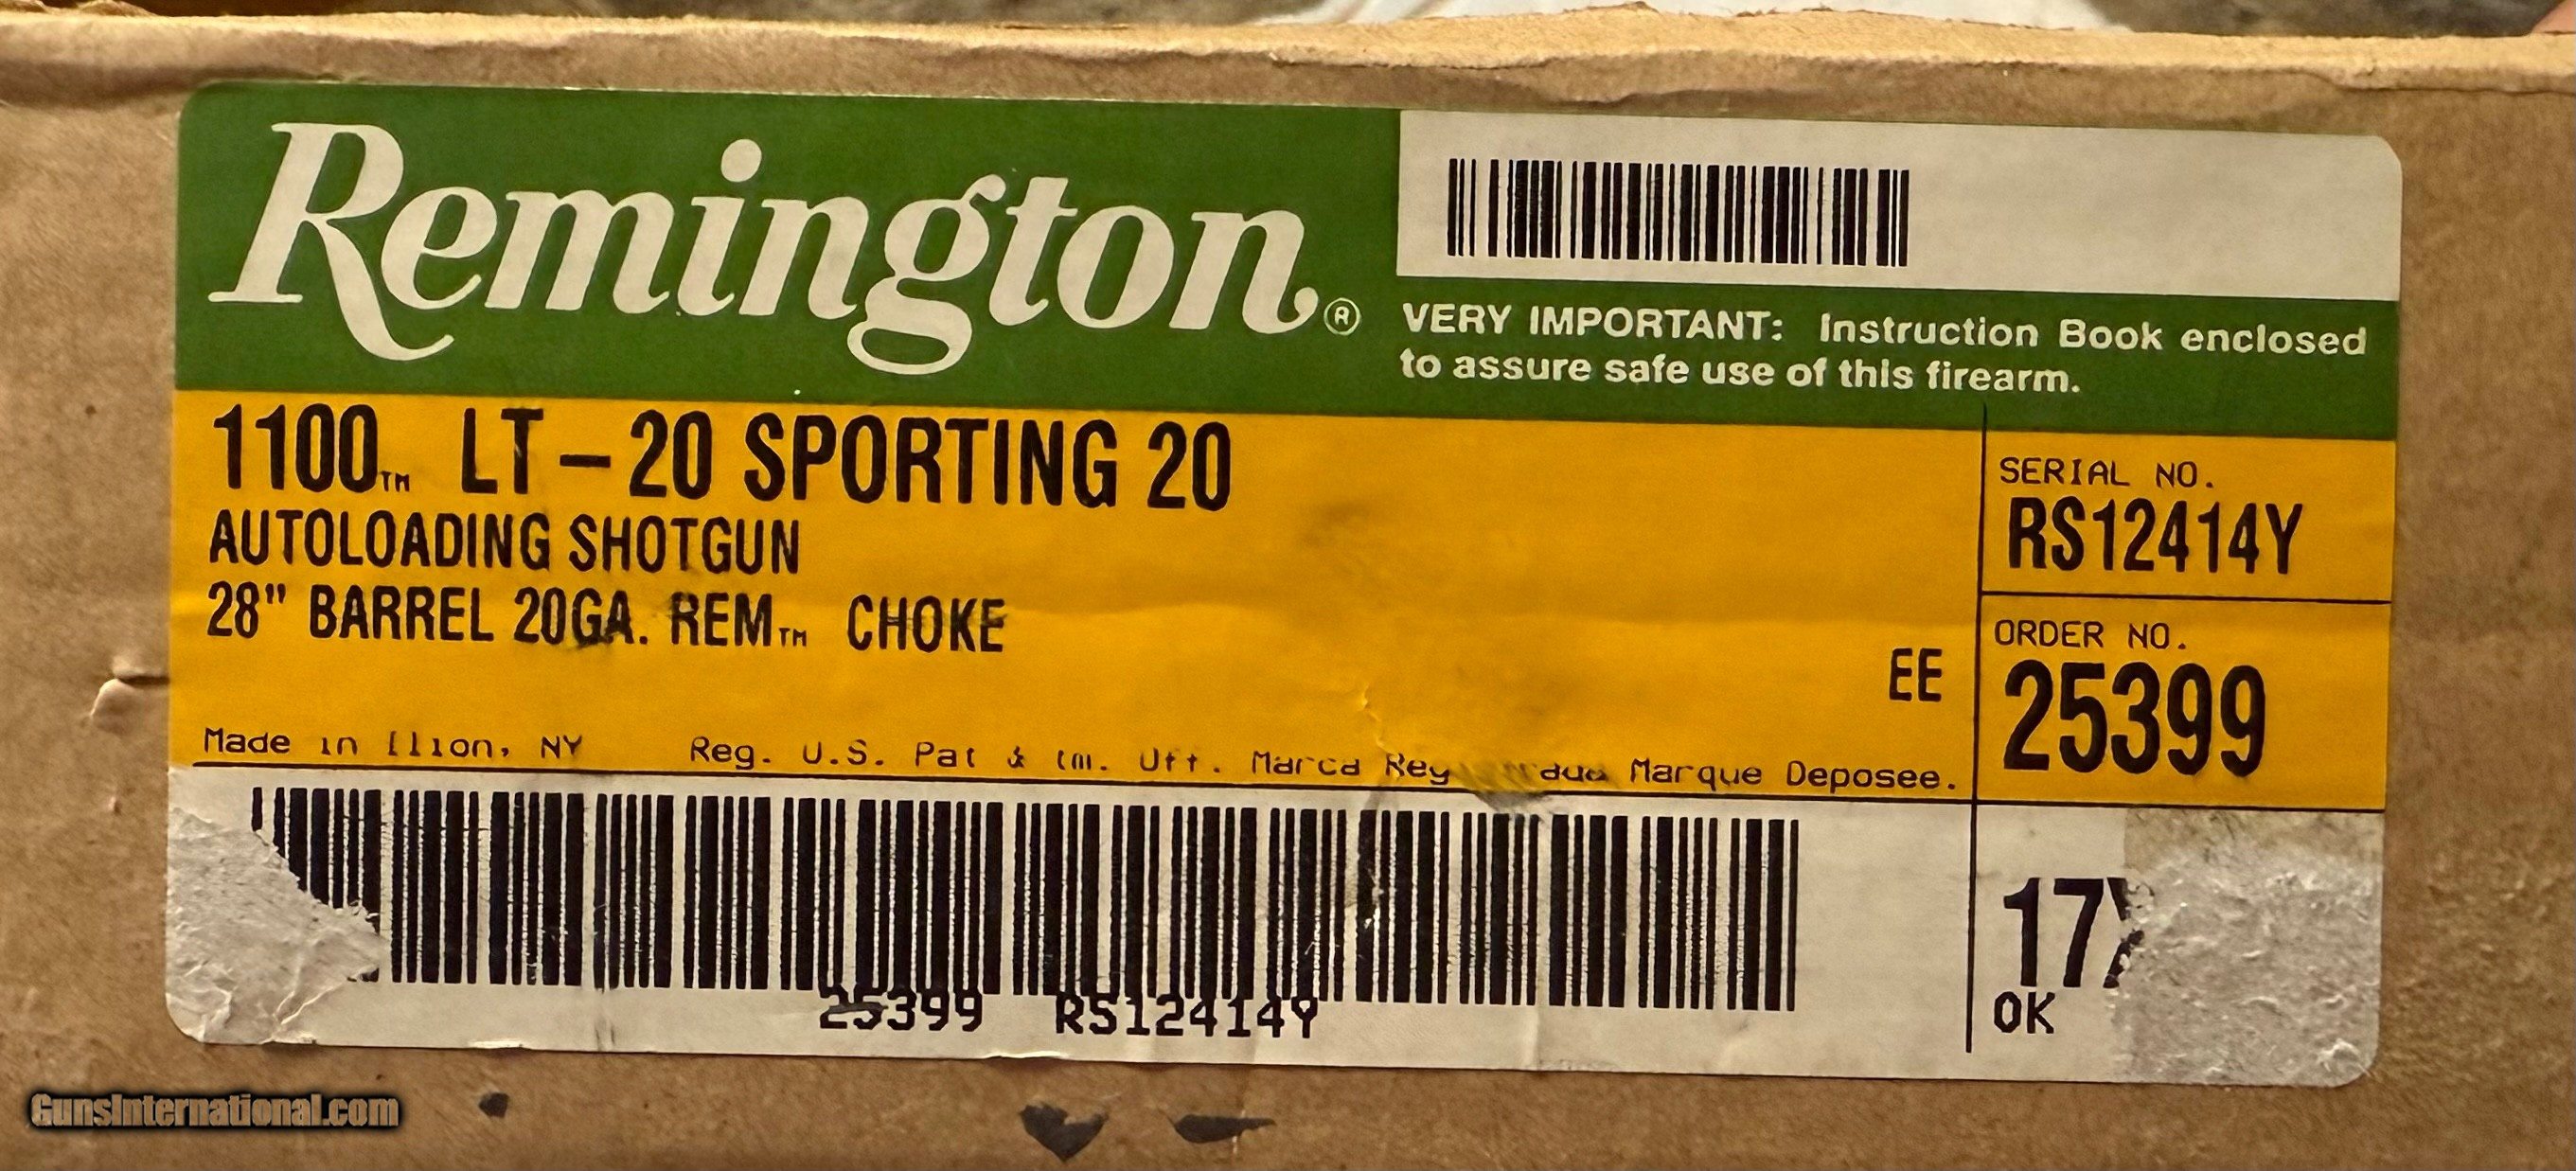 Remington®
VERY IMPORTANT: Instruction Book enclosed
to assure safe use of this firearm.
1100™ LT-20 SPORTING 20
AUTOLOADING SHOTGUN
28" BARREL 20GA. REM™ CHOKE
EE
SERIAL NO.
RS12414Y
ORDER NO.
25399
Made in Ilion, NY Reg. U.S. Pat & tm. Off. Marca Marque Deposee.
25399 RS12414Y
17
OK
GunsInternational.com